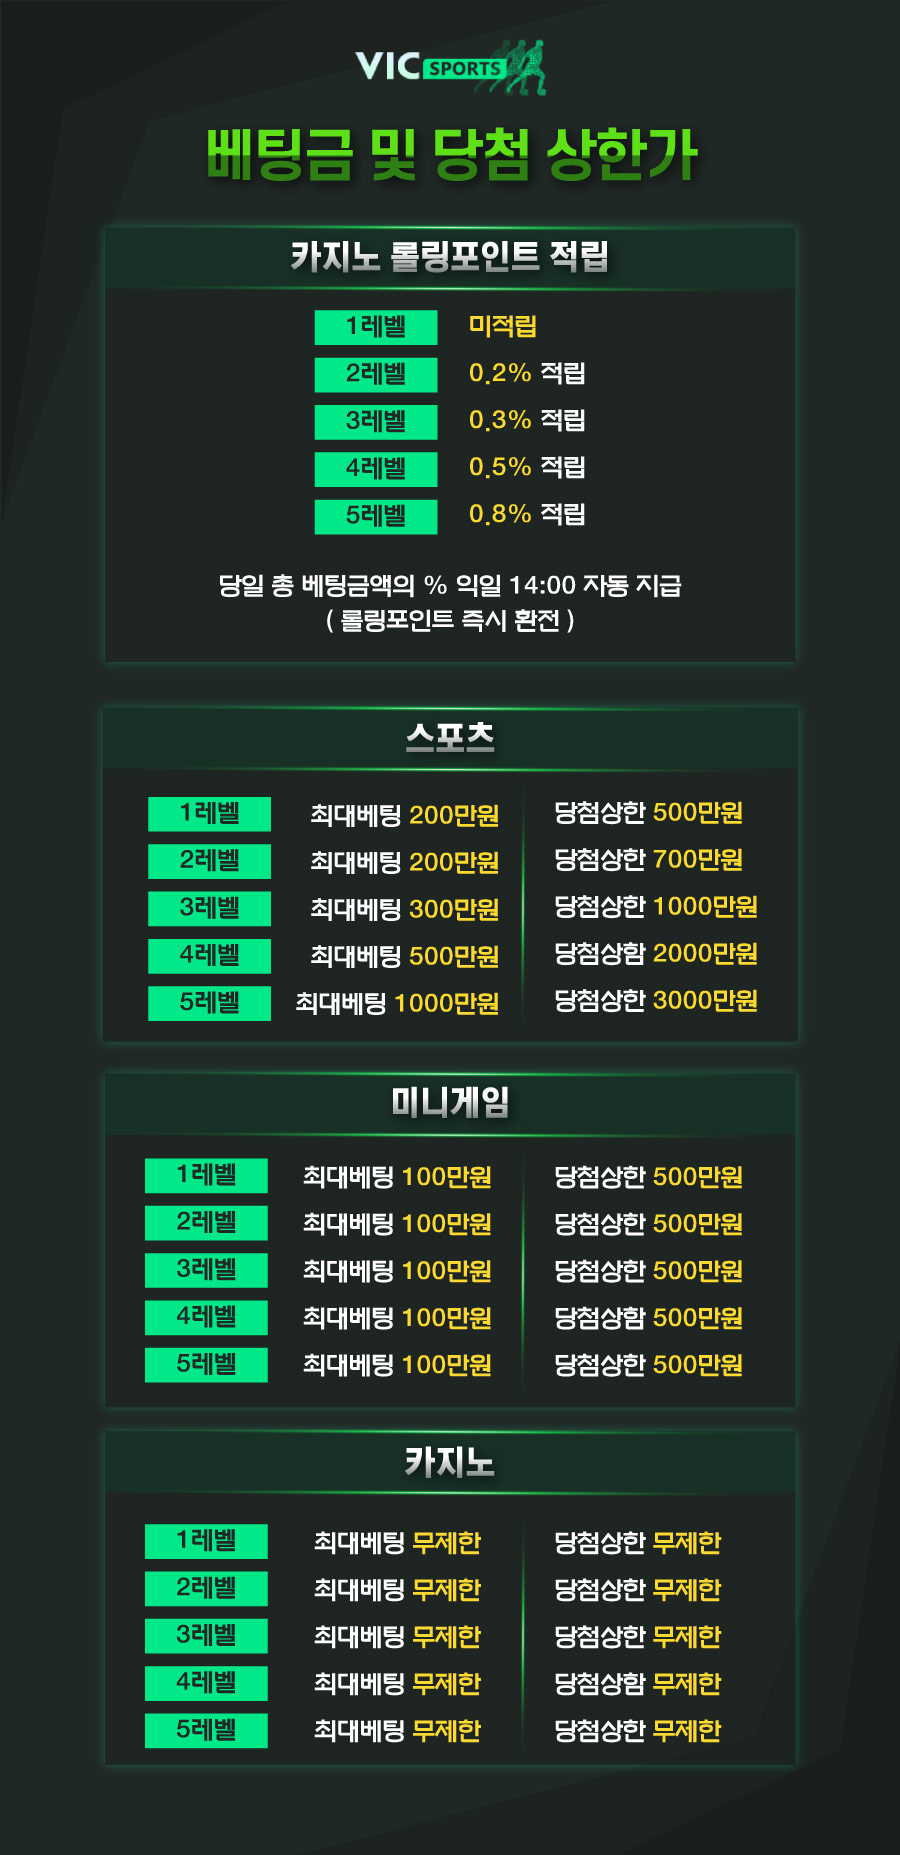 VIC SPORTS
베팅금 및 당첨 상한가
카지노 롤링포인트 적립
1레벨 미적립
2레벨 0.2% 적립
3레벨 0.3% 적립
4레벨 0.5% 적립
5레벨 0.8% 적립
당일 총 베팅금액의 % 익일 14:00 자동 지급
( 롤링포인트 즉시 환전 )
스포츠
1레벨 최대베팅 200만원 당첨상한 500만원
2레벨 최대베팅 200만원 당첨상한 700만원
3레벨 최대베팅 300만원 당첨상한 1000만원
4레벨 최대베팅 500만원 당첨상함 2000만원
5레벨 최대베팅 1000만원 당첨상한 3000만원
미니게임
1레벨 최대베팅 100만원 당첨상한 500만원
2레벨 최대베팅 100만원 당첨상한 500만원
3레벨 최대베팅 100만원 당첨상한 500만원
4레벨 최대베팅 100만원 당첨상함 500만원
5레벨 최대베팅 100만원 당첨상한 500만원
카지노
1레벨 최대베팅 무제한 당첨상한 무제한
2레벨 최대베팅 무제한 당첨상한 무제한
3레벨 최대베팅 무제한 당첨상한 무제한
4레벨 최대베팅 무제한 당첨상함 무제한
5레벨 최대베팅 무제한 당첨상한 무제한